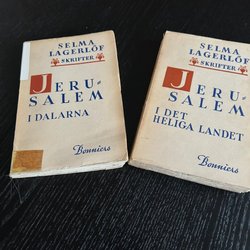 SELMA
LAGERLÖF
SKRIFTER
JERU-
SALEM
I DALARNA
Bonniers
SELMA
LAGERLÖF
SKRIFTER
JERU-
SALEM
I DET
HELIGA LANDET
Bonniers